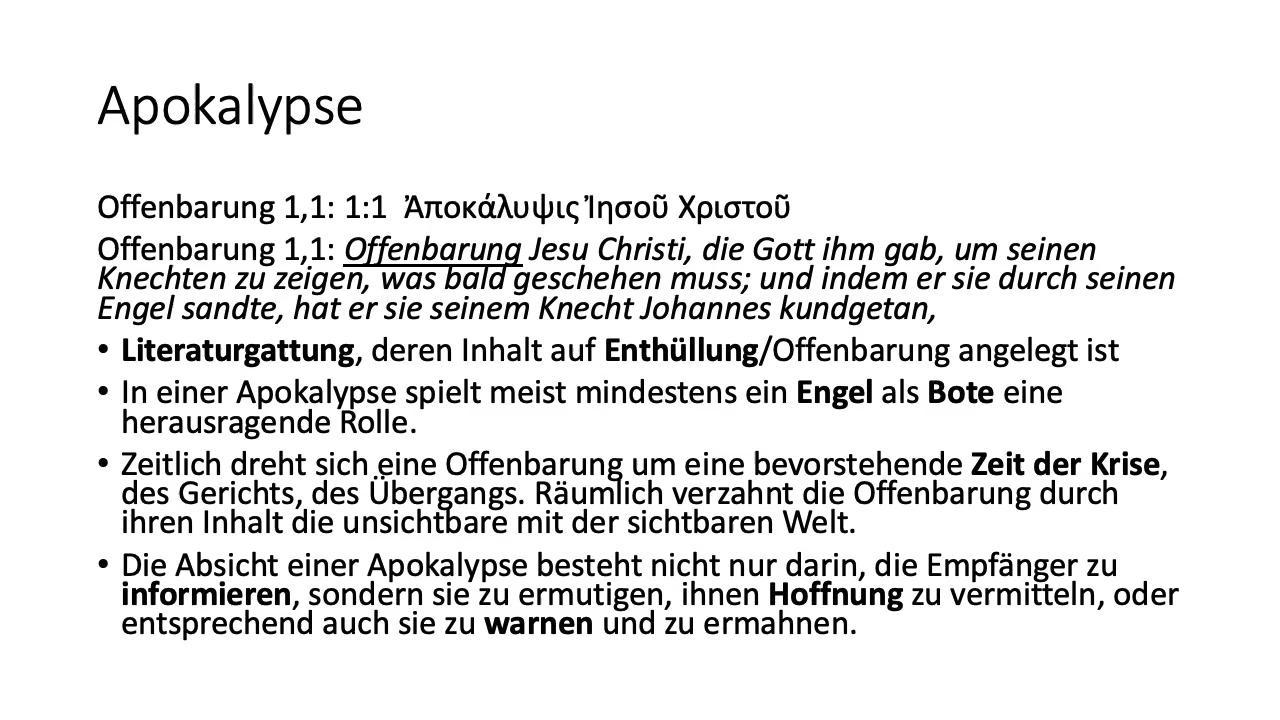 Apokalypse
Offenbarung 1,1: 1:1 Ἀποκάλυψις Ἰησοῦ Χριστοῦ
Offenbarung 1,1: Offenbarung Jesu Christi, die Gott ihm gab, um seinen
Knechten zu zeigen, was bald geschehen muss; und indem er sie durch seinen
Engel sandte, hat er sie seinem Knecht Johannes kundgetan,
• Literaturgattung, deren Inhalt auf Enthüllung/Offenbarung angelegt ist
• In einer Apokalypse spielt meist mindestens ein Engel als Bote eine
herausragende Rolle.
• Zeitlich dreht sich eine Offenbarung um eine bevorstehende Zeit der Krise,
des Gerichts, des Übergangs. Räumlich verzahnt die Offenbarung durch
ihren Inhalt die unsichtbare mit der sichtbaren Welt.
• Die Absicht einer Apokalypse besteht nicht nur darin, die Empfänger zu
informieren, sondern sie zu ermutigen, ihnen Hoffnung zu vermitteln, oder
entsprechend auch sie zu warnen und zu ermahnen.